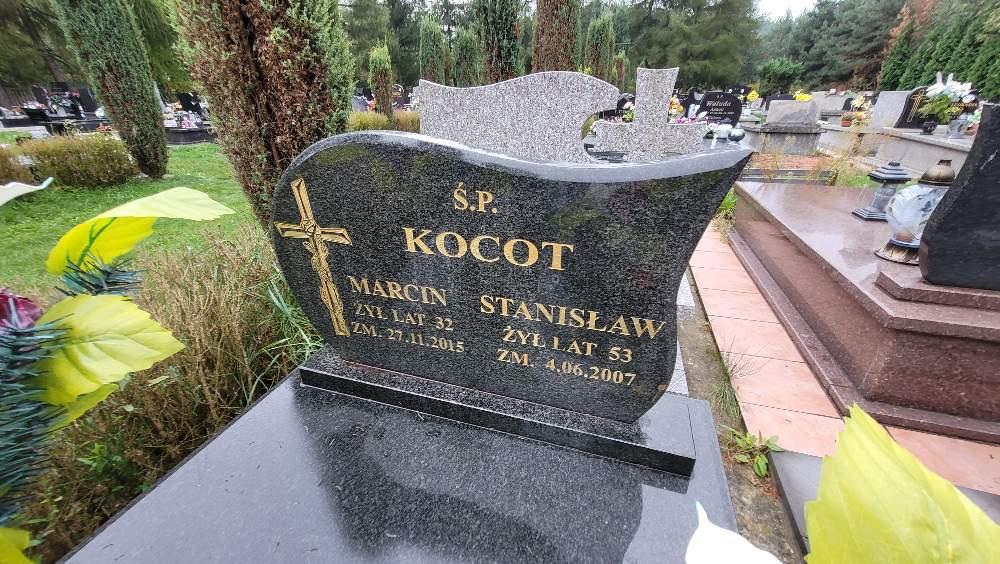 Ś.P.
KOCOT
MARCIN
ŻYŁ LAT 32
ZM. 27.11.2015
STANISŁAW
ŻYŁ LAT 53
ZM. 4.06.2007